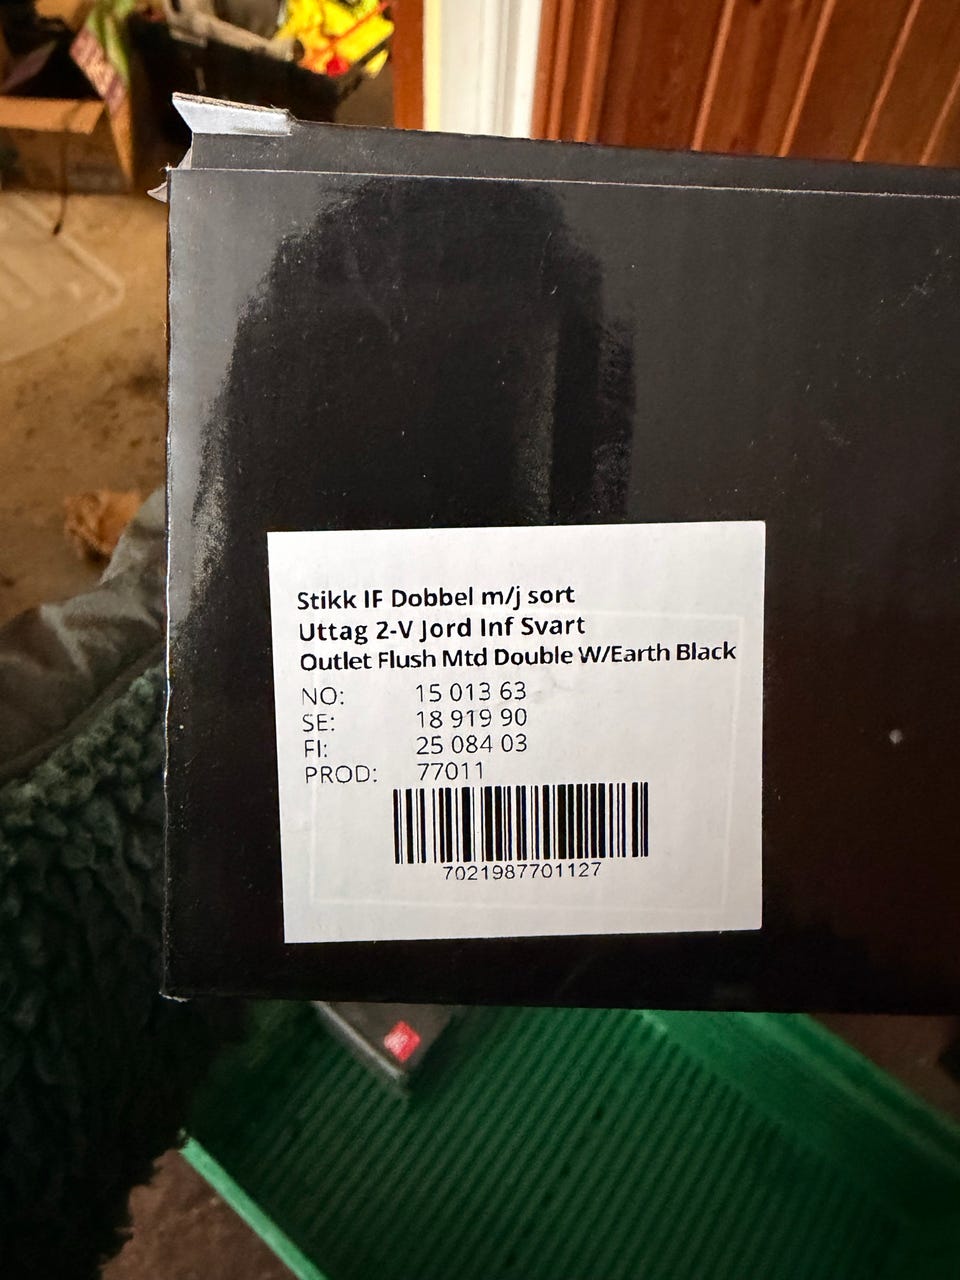 Stikk IF Dobbel m/j sort
Uttag 2-V Jord Inf Svart
Outlet Flush Mtd Double W/Earth Black
NO: 15 013 63
SE: 18 919 90
FI: 25 084 03
PROD: 77011
7021987701127